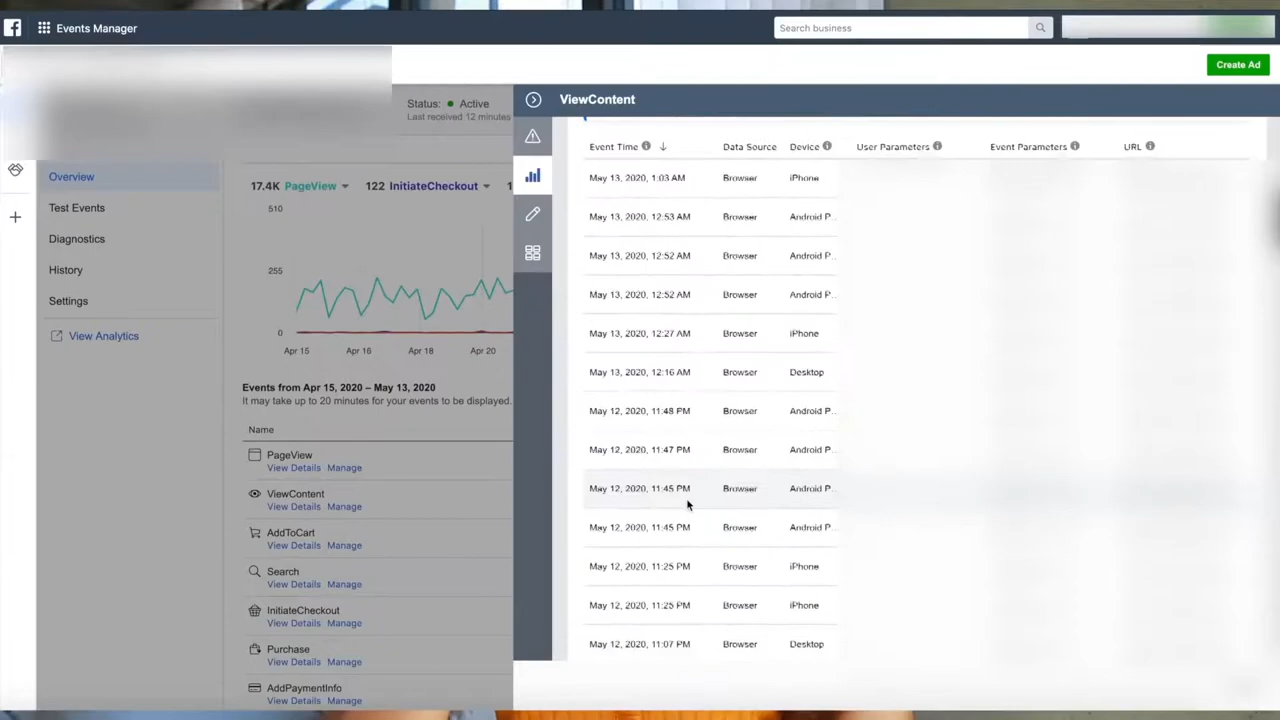 Events Manager
Search business
Create Ad
Status: Active
Last received 12 minutes
ViewContent
Overview
Test Events
Diagnostics
History
Settings
View Analytics
17.4K PageView 122 InitiateCheckout 1
510
255
0
Apr 15 Apr 16 Apr 18 Apr 20
Events from Apr 15, 2020 – May 13, 2020
It may take up to 20 minutes for your events to be displayed.
Name
PageView
View Details Manage
ViewContent
View Details Manage
AddToCart
View Details Manage
Search
View Details Manage
InitiateCheckout
View Details Manage
Purchase
View Details Manage
AddPaymentInfo
View Details Manage
Event Time Data Source Device User Parameters Event Parameters URL
May 13, 2020, 1:03 AM Browser iPhone
May 13, 2020, 12:53 AM Browser Android P...
May 13, 2020, 12:52 AM Browser Android P...
May 13, 2020, 12:52 AM Browser Android P...
May 13, 2020, 12:27 AM Browser iPhone
May 13, 2020, 12:16 AM Browser Desktop
May 12, 2020, 11:48 PM Browser Android P...
May 12, 2020, 11:47 PM Browser Android P...
May 12, 2020, 11:45 PM Browser Android P...
May 12, 2020, 11:45 PM Browser Android P...
May 12, 2020, 11:25 PM Browser iPhone
May 12, 2020, 11:25 PM Browser iPhone
May 12, 2020, 11:07 PM Browser Desktop